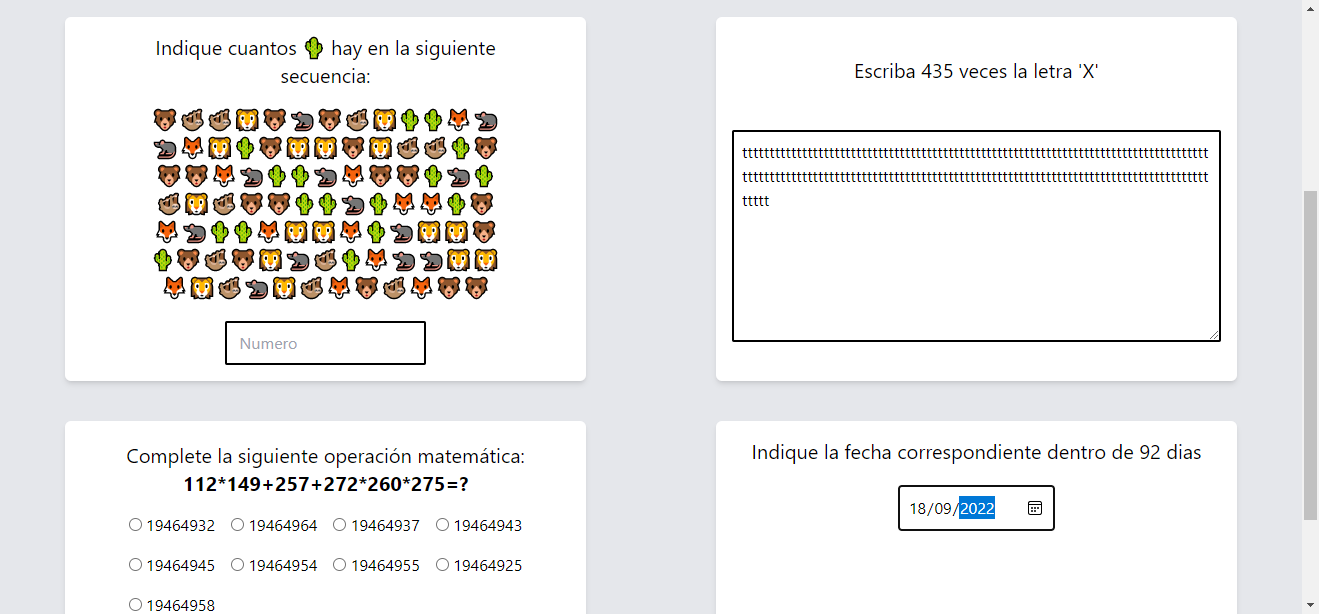 Indique cuantos 🌵 hay en la siguiente
secuencia:
Numero
Escriba 435 veces la letra 'X'
tttttttttttttttttttttttttttttttttttttttttttttttttttttttttttttttttttttttttttttttttttttt
tttttttttttttttttttttttttttttttttttttttttttttttttttttttttttttttttttttttttttttttttttttt
ttttt
Complete la siguiente operación matemática:
112*149+257+272*260*275=?
19464932 19464964 19464937 19464943
19464945 19464954 19464955 19464925
19464958
Indique la fecha correspondiente dentro de 92 dias
18/09/2022